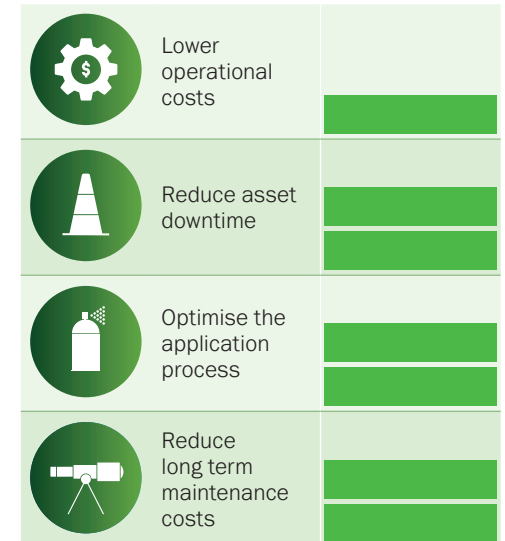 $
Lower
operational
costs
Reduce asset
downtime
Optimise the
application
process
Reduce
long term
maintenance
costs